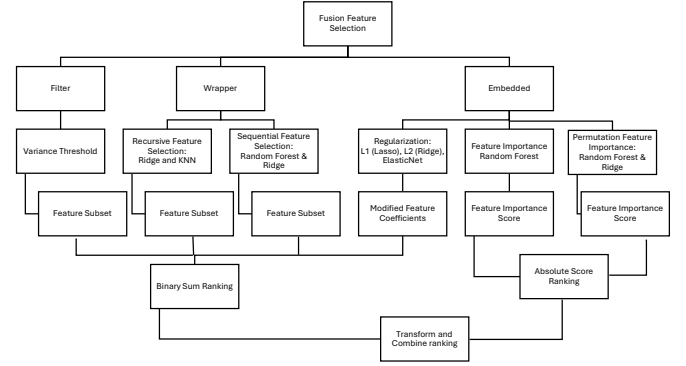 Fusion Feature
Selection
Filter
Wrapper
Embedded
Variance Threshold
Recursive Feature
Selection:
Ridge and KNN
Sequential Feature
Selection:
Random Forest &
Ridge
Regularization:
L1 (Lasso), L2 (Ridge),
ElasticNet
Feature Importance
Random Forest
Permutation Feature
Importance:
Random Forest &
Ridge
Feature Subset
Feature Subset
Feature Subset
Modified Feature
Coefficients
Feature Importance
Score
Feature Importance
Score
Binary Sum Ranking
Absolute Score
Ranking
Transform and
Combine ranking